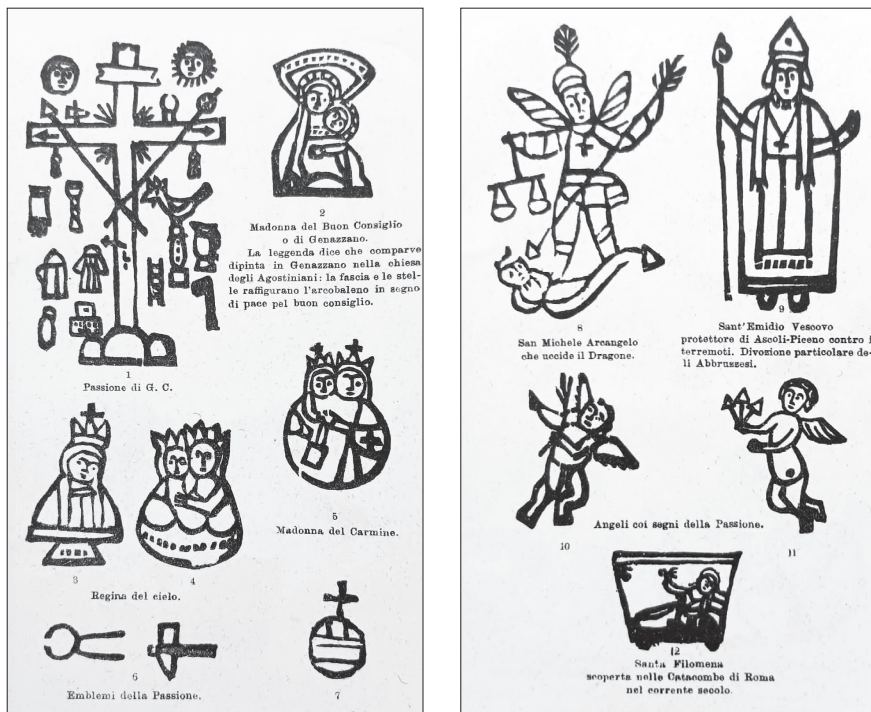 1
Passione di G. C.
2
Madonna del Buon Consiglio
o di Genazzano.
La leggenda dice che comparve
dipinta in Genazzano nella chiesa
degli Agostiniani: la fascia e le stel-
le raffigurano l'arcobaleno in segno
di pace pel buon consiglio.
3 4
Regina del cielo.
5
Madonna del Carmine.
6
Emblemi della Passione.
7
8
San Michele Arcangelo
che uccide il Dragone.
9
Sant'Emidio Vescovo
protettore di Ascoli-Piceno contro i
terremoti. Divozione particolare de-
li Abbruzzesi.
Angeli coi segni della Passione.
10 11
12
Santa Filomena
scoperta nelle Catacombe di Roma
nel corrente secolo.